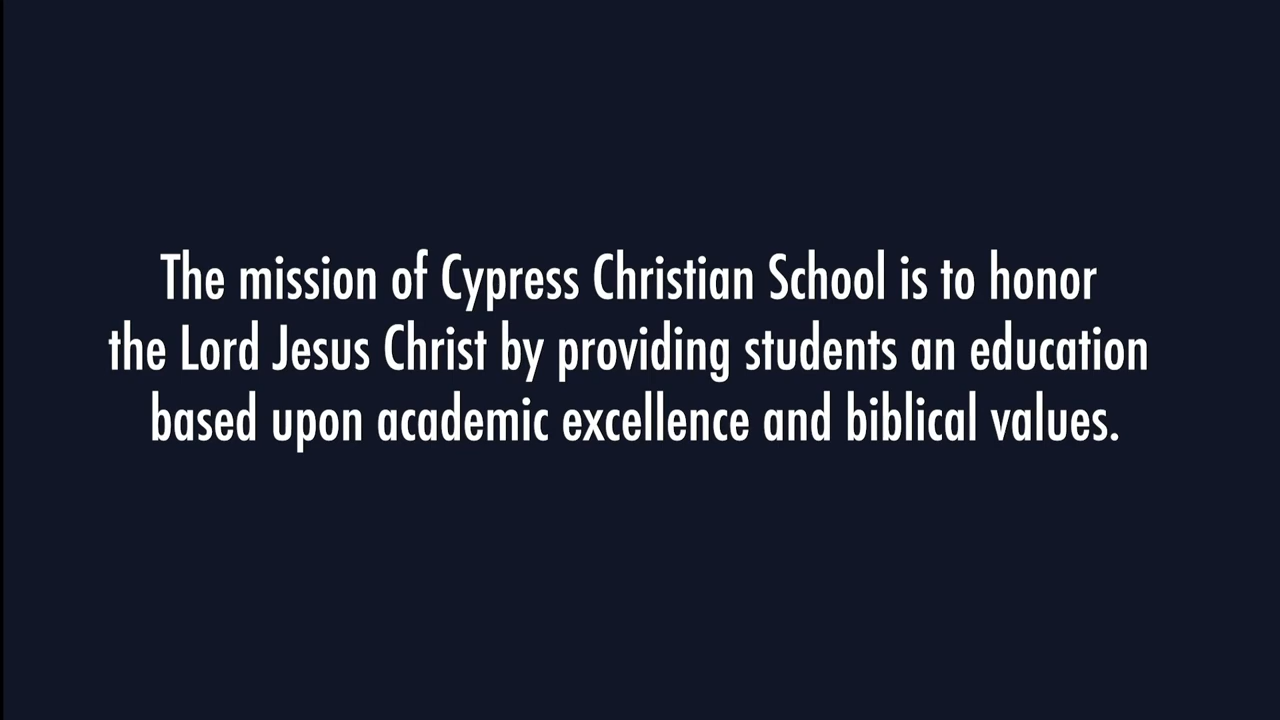 The mission of Cypress Christian School is to honor
the Lord Jesus Christ by providing students an education
based upon academic excellence and biblical values.